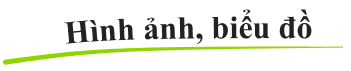 Hình ảnh, biểu đồ